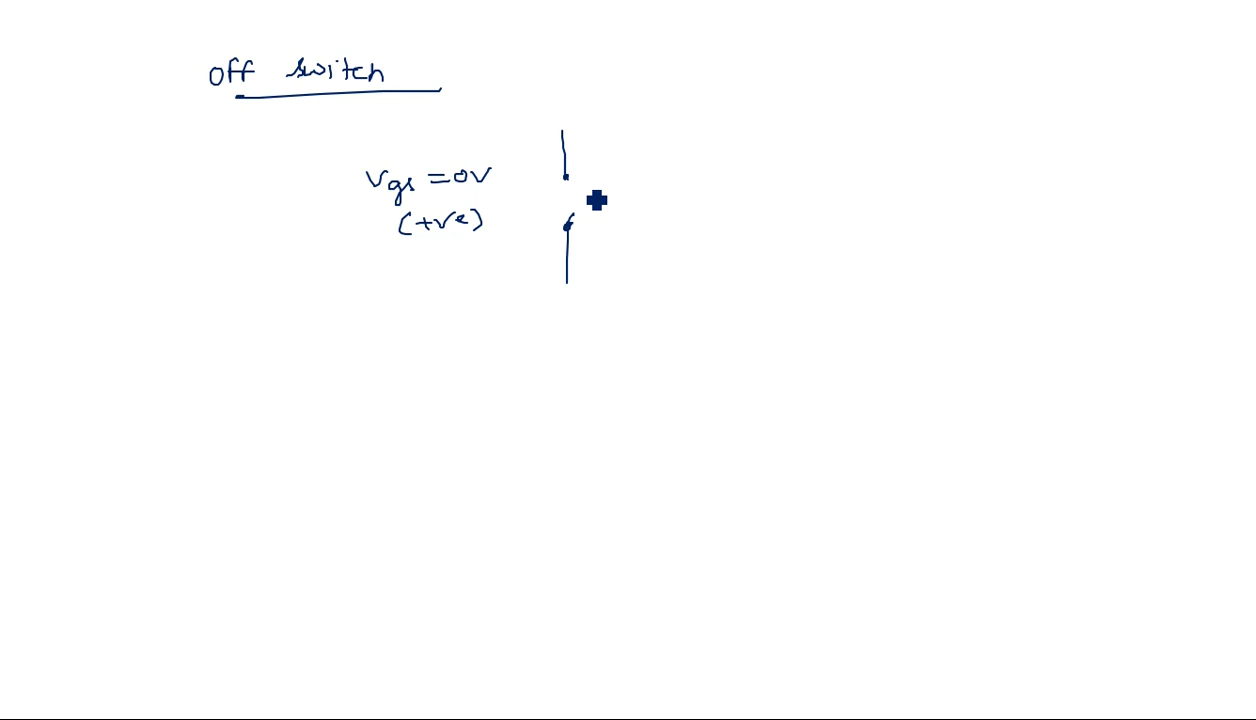 off switch
Vgs = 0V
(+ve)